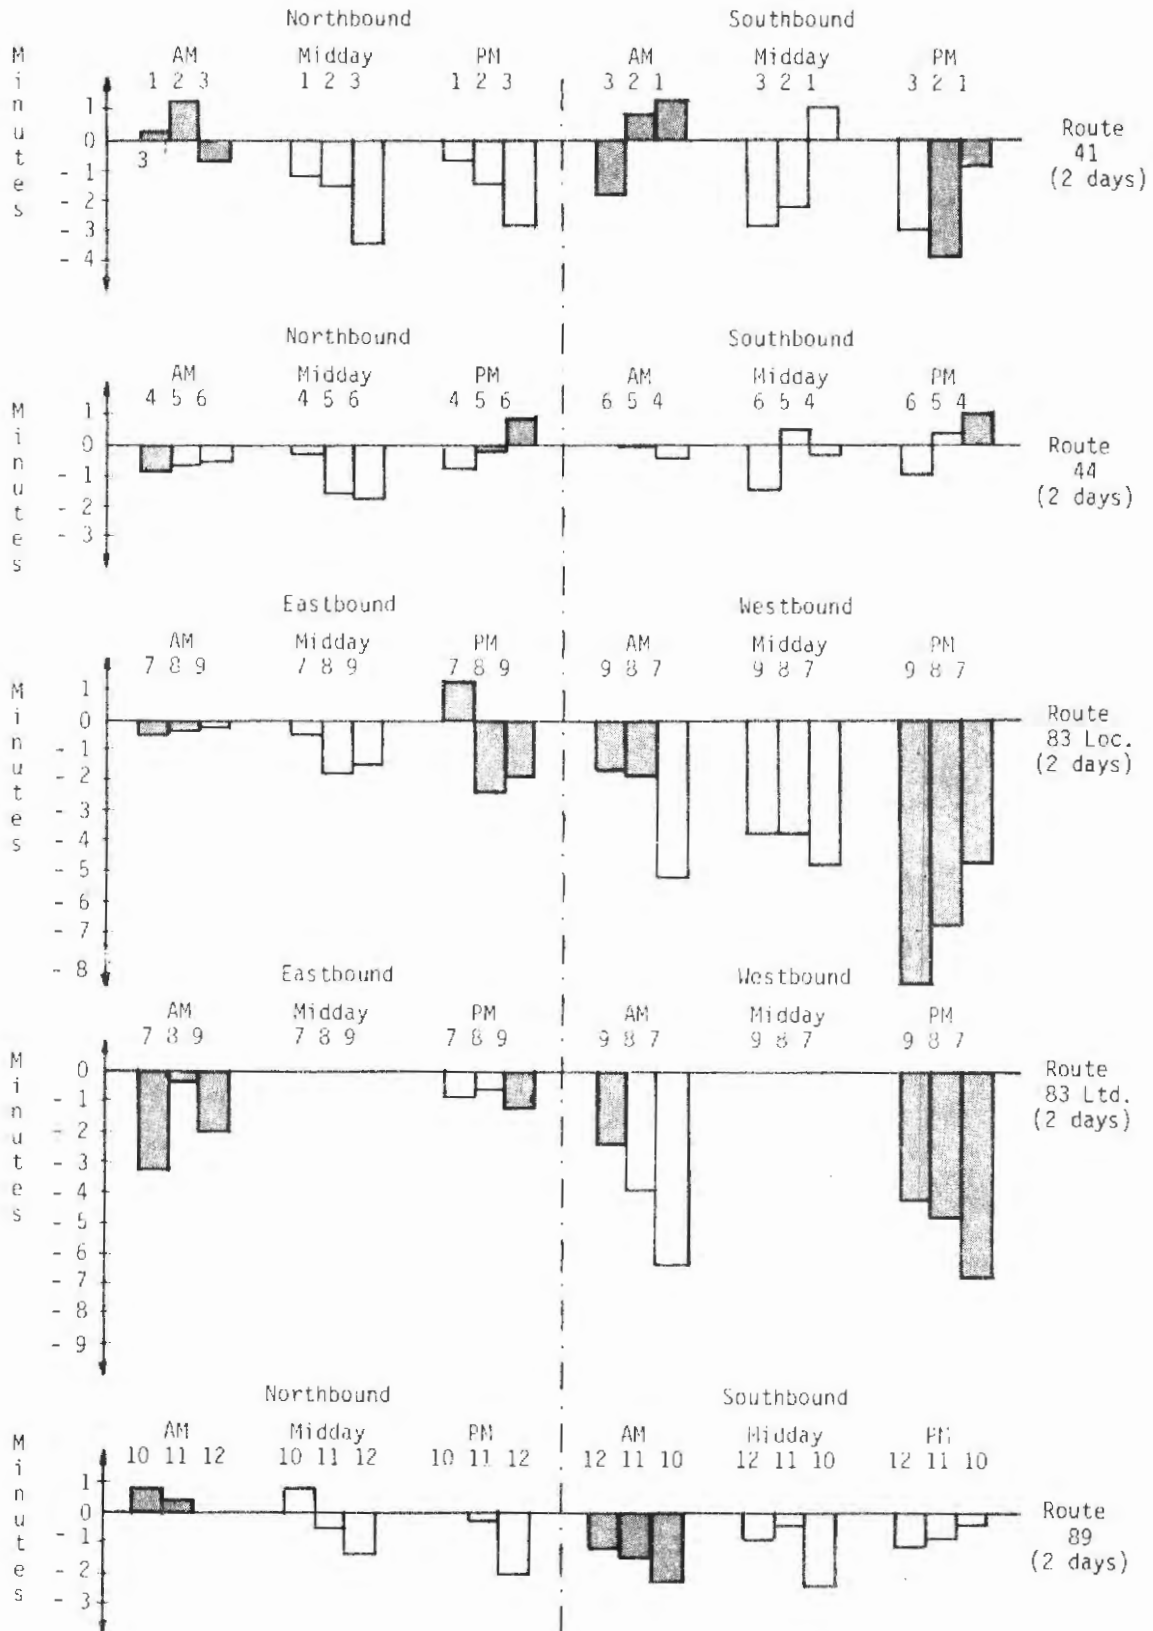 Northbound Southbound
Minutes
AM Midday PM AM Midday PM
1 2 3 1 2 3 1 2 3 3 2 1 3 2 1 3 2 1
1
0
3
- 1
- 2
- 3
- 4
Route
41
(2 days)
Northbound Southbound
Minutes
AM Midday PM AM Midday PM
4 5 6 4 5 6 4 5 6 6 5 4 6 5 4 6 5 4
1
0
- 1
- 2
- 3
Route
44
(2 days)
Eastbound Westbound
Minutes
AM Midday PM AM Midday PM
7 8 9 7 8 9 7 8 9 9 8 7 9 8 7 9 8 7
1
0
- 1
- 2
- 3
- 4
- 5
- 6
- 7
- 8
Route
83 Loc.
(2 days)
Eastbound Westbound
Minutes
AM Midday PM AM Midday PM
7 8 9 7 8 9 7 8 9 9 8 7 9 8 7 9 8 7
0
- 1
- 2
- 3
- 4
- 5
- 6
- 7
- 8
- 9
Route
83 Ltd.
(2 days)
Northbound Southbound
Minutes
AM Midday PM AM Midday PM
10 11 12 10 11 12 10 11 12 12 11 10 12 11 10 12 11 10
1
0
- 1
- 2
- 3
Route
89
(2 days)